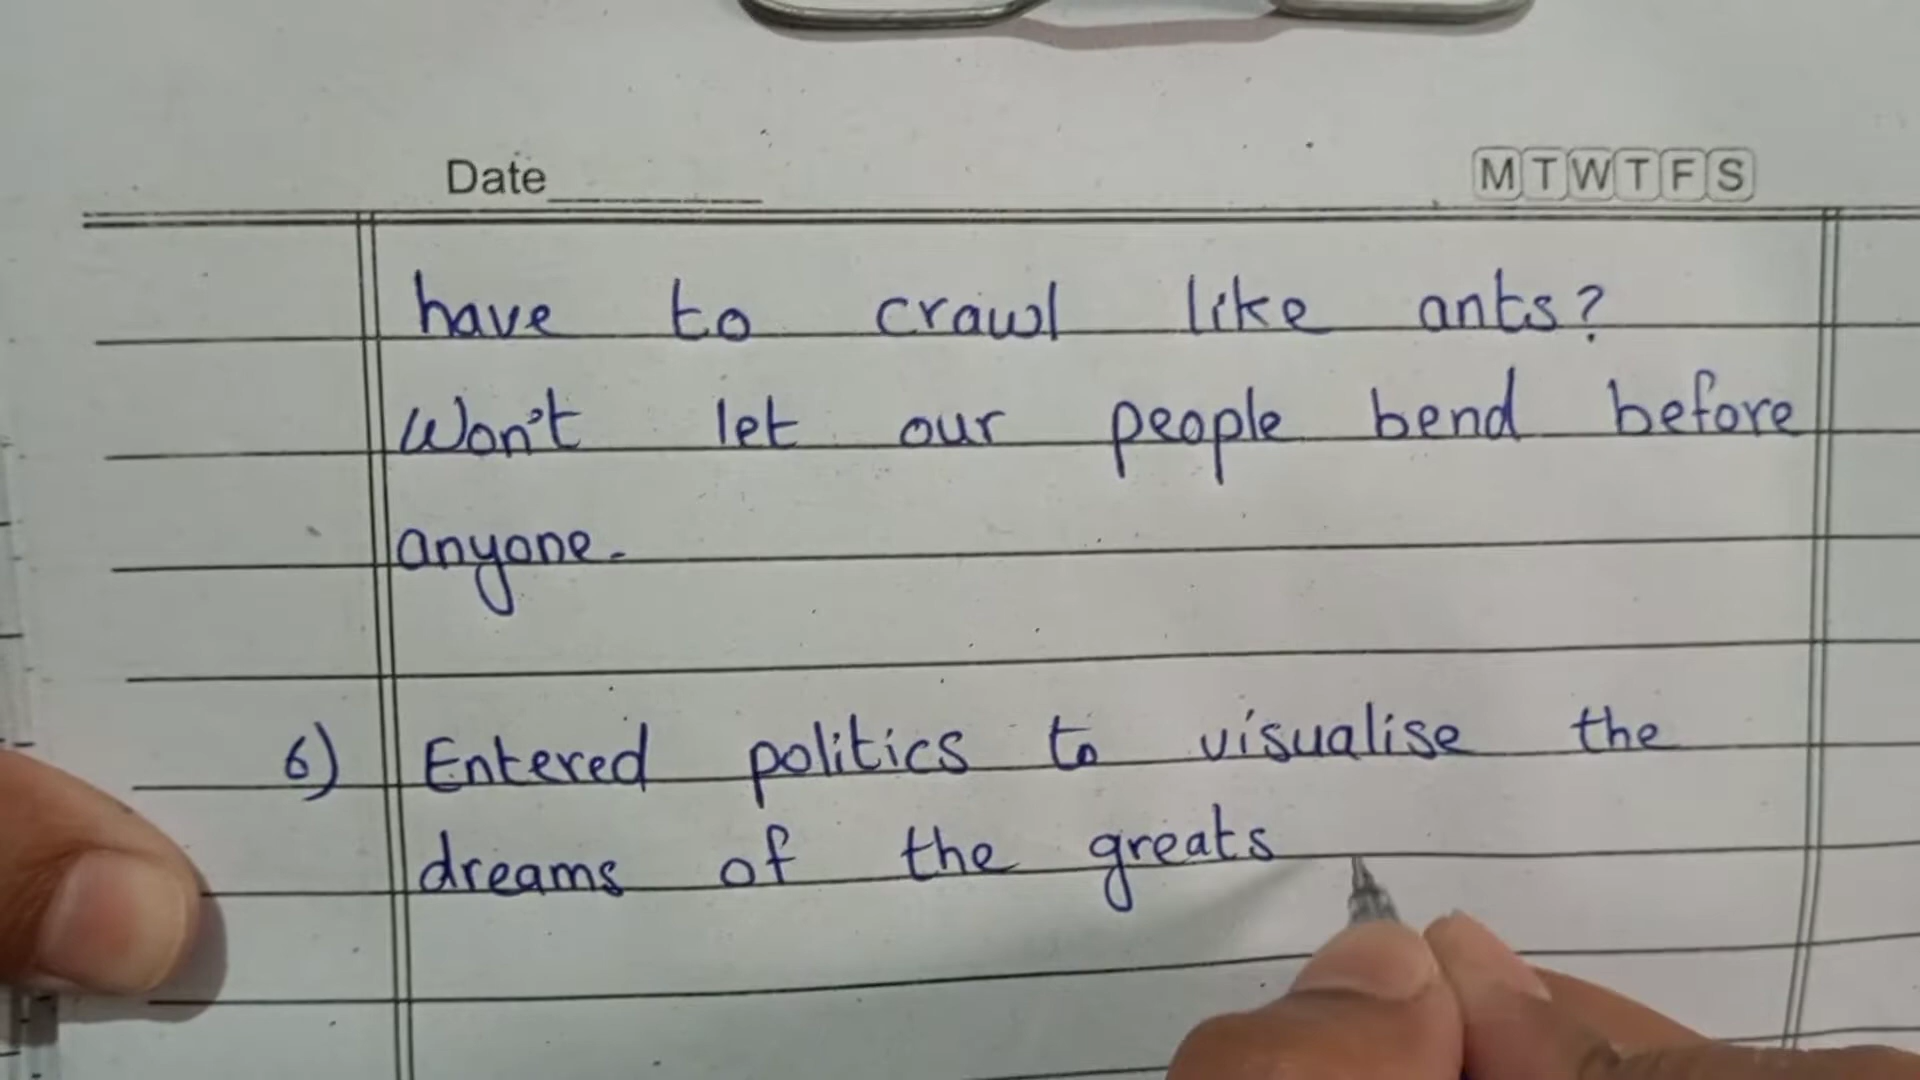 Date
M T W T F S
have to crawl like ants?
Won't let our people bend before
anyone.
6) Entered politics to visualise the
dreams of the greats